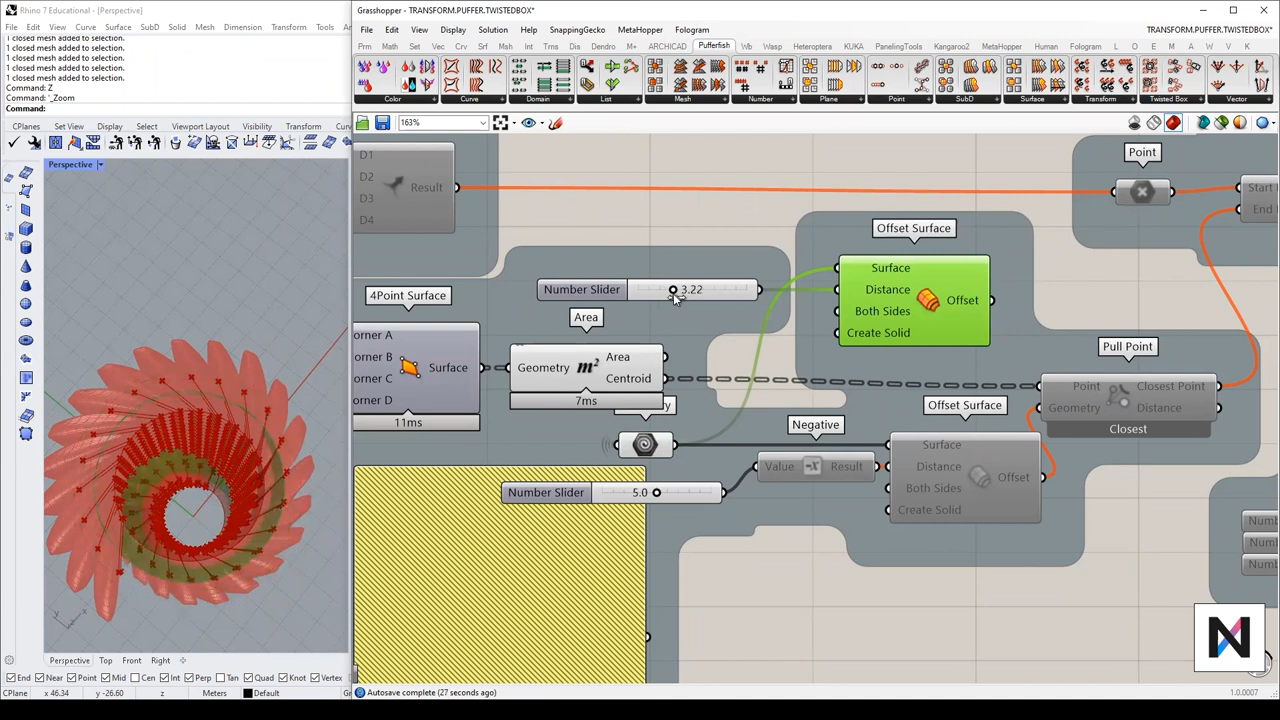 Rhino 7 Educational - [Perspective]
File Edit View Curve Surface SubD Solid Mesh Dimension Transform Tools An
1 closed mesh added to selection.
1 closed mesh added to selection.
1 closed mesh added to selection.
1 closed mesh added to selection.
1 closed mesh added to selection.
Command: Z
Command: '_Zoom
Command:
CPlanes Set View Display Select Viewport Layout Visibility Transform Curv
Perspective
Perspective Top Front Right
End Near Point Mid Cen Int Perp Tan Quad Knot Vertex
CPlane x 46.34 y -26.60 Meters Default
Grasshopper - TRANSFORM.PUFFER.TWISTEDBOX*
File Edit View Display Solution Help SnappingGecko MetaHopper Fologram TRANSFORM.PUFFER.TWISTEDBOX*
Prm Math Set Vec Crv Srf Msh Int Trns Dis Dendro M+ ARCHICAD Pufferfish Wb Wasp Heteroptera KUKA PanelingTools Kangaroo2 MetaHopper Human Fologram L O E M A W V K
Color Curve Domain List Mesh Number Plane Point SubD Surface Transform Twisted Box Vector
163%
D1
D2
D3
D4
Result
Point
Start
End
Offset Surface
Surface
Distance
Both Sides
Create Solid
Offset
Number Slider 3.22
4Point Surface
orner A
orner B
orner C
orner D
Surface
11ms
Area
Geometry m² Area
Centroid
7ms
Pull Point
Point
Geometry
Closest Point
Distance
Closest
Offset Surface
Surface
Distance
Both Sides
Create Solid
Offset
Negative
Value -x Result
Number Slider 5.0
Numb
Numb
Numb
N
Autosave complete (27 seconds ago)
1.0.0007